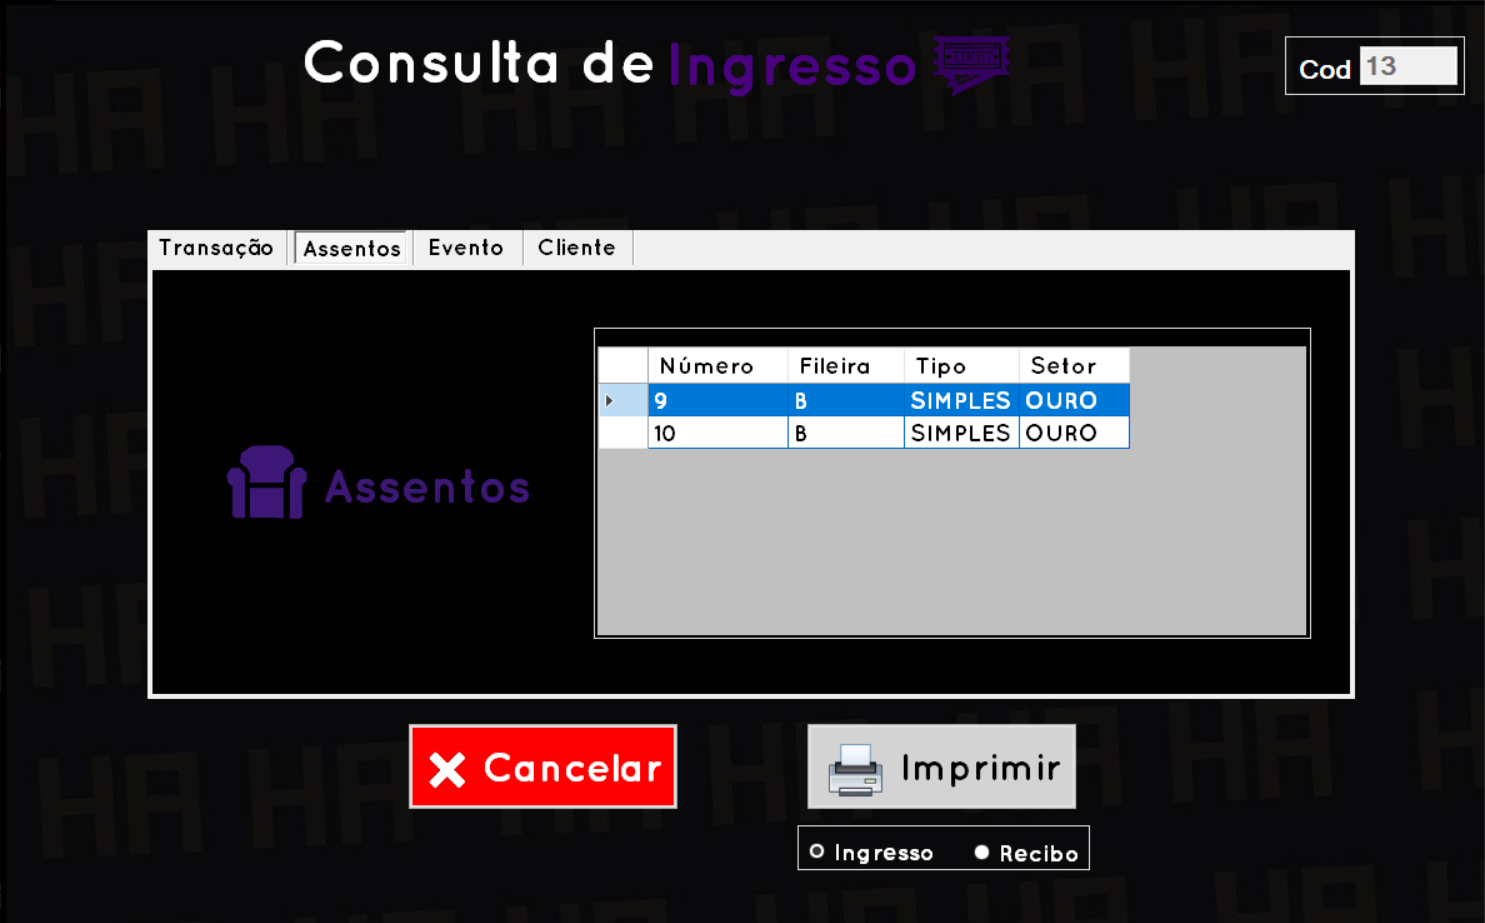 Consulta de Ingresso TIKET
Cod 13
Transação Assentos Evento Cliente
Número Fileira Tipo Setor
9 B SIMPLES OURO
10 B SIMPLES OURO
Assentos
Cancelar
Imprimir
Ingresso Recibo